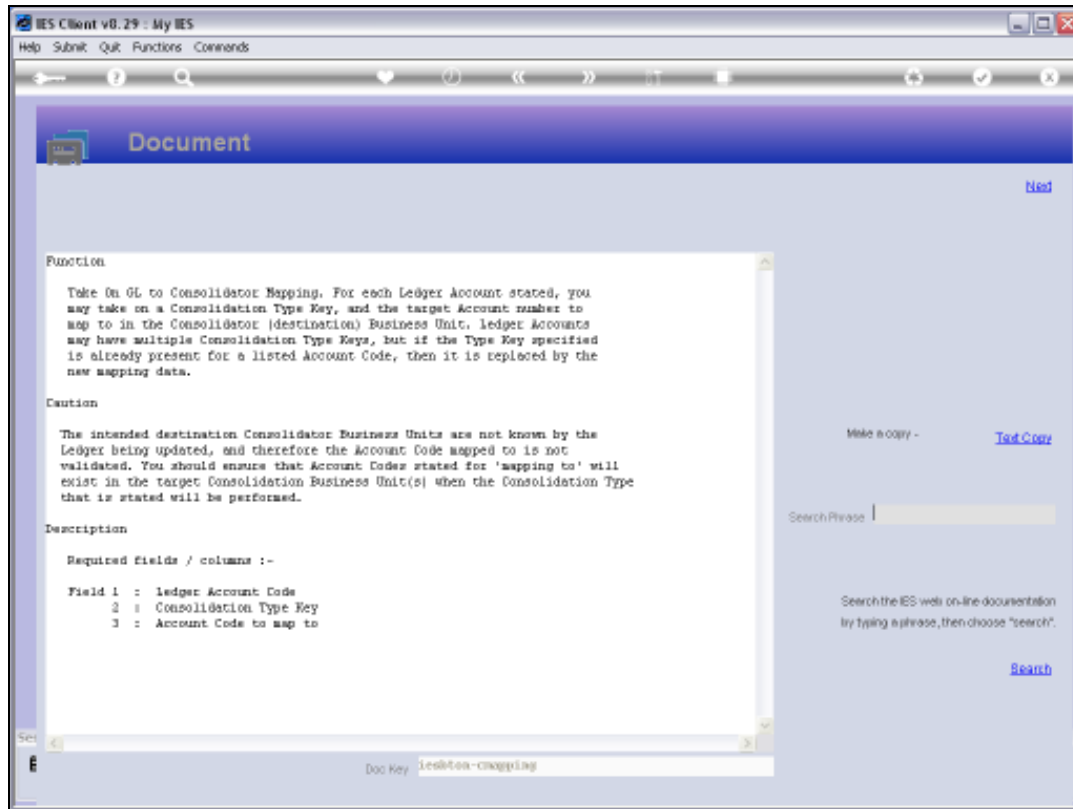 IES Client v8.29 : My IES
Help Submit Quit Functions Commands
Document
Next
Function
Take On GL to Consolidator Mapping. For each Ledger Account stated, you
may take on a Consolidation Type Key, and the target Account number to
map to in the Consolidator (destination) Business Unit. Ledger Accounts
may have multiple Consolidation Type Keys, but if the Type Key specified
is already present for a listed Account Code, then it is replaced by the
new mapping data.
Caution
The intended destination Consolidator Business Units are not known by the
Ledger being updated, and therefore the Account Code mapped to is not
validated. You should ensure that Account Codes stated for 'mapping to' will
exist in the target Consolidation Business Unit(s) when the Consolidation Type
that is stated will be performed.
Description
Required fields / columns :-
Field 1 : Ledger Account Code
2 : Consolidation Type Key
3 : Account Code to map to
Make a copy -
Text Copy
Search Phrase
Search the IES web on-line documentation
by typing a phrase, then choose "search".
Search
Doc Key iesbton-cmapping